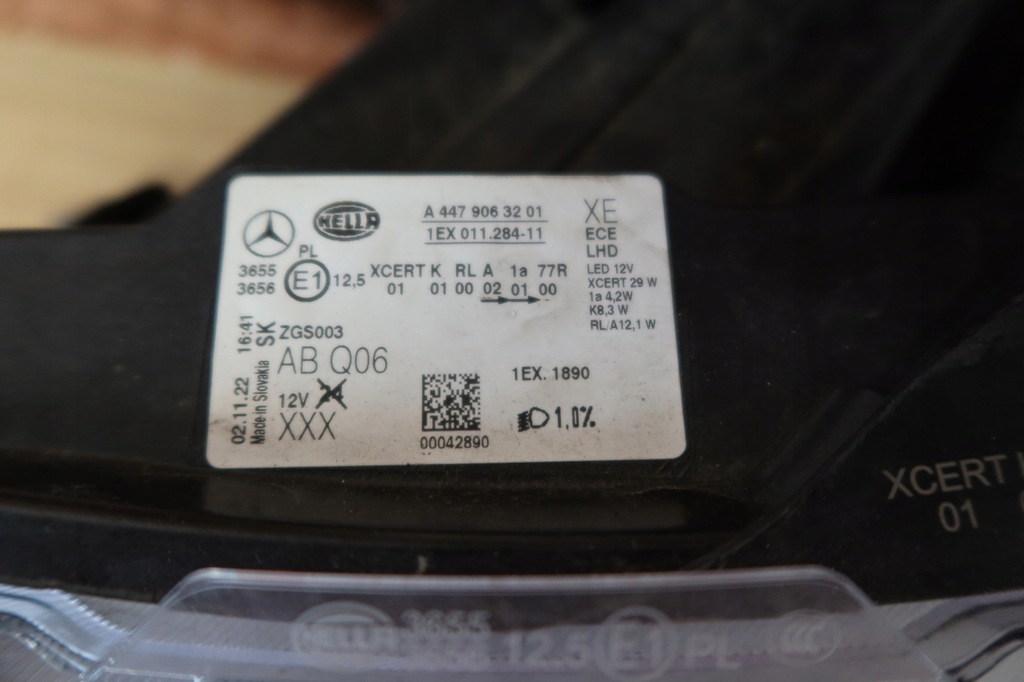 HELLA
A 447 906 32 01
1EX 011.284-11
XE
ECE
LHD
LED 12V
XCERT 29 W
1a 4,2W
K8,3 W
RL/A12,1 W
PL
3655
3656
E1
12,5
XCERT K RL A 1a 77R
01 01 00 02 01 00
02.11.22 16:41
Made in Slovakia SK
ZGS003
AB Q06
12V
XXX
00042890
1EX. 1890
1,0%
XCERT
01
HELLA 3655
12.5 E1 PL